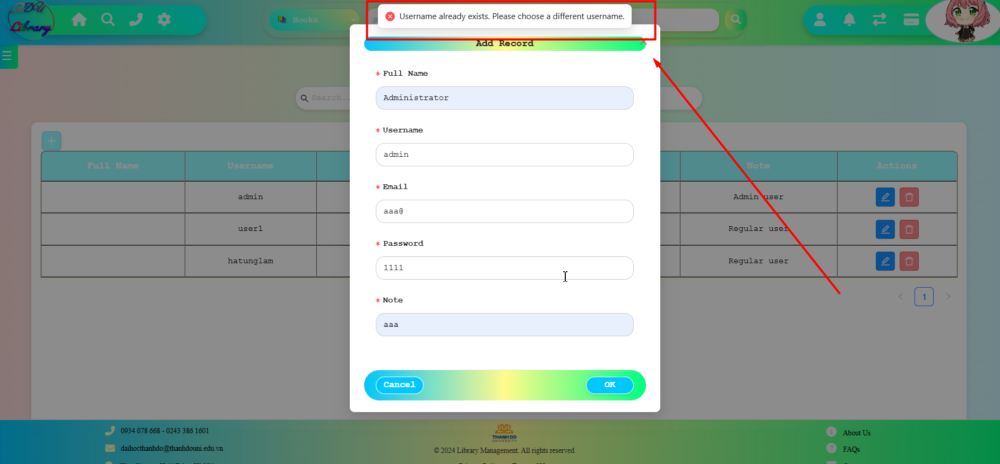 TDU
Library
Books
S
Username already exists. Please choose a different username.
Add Record
* Full Name
Administrator
Search..
* Username
admin
* Email
aaa@
* Password
1111
* Note
aaa
Cancel
OK
Full Name
Username
Note
Actions
admin
Admin user
user1
Regular user
hatunglam
Regular user
1
0934 078 668 - 0243 386 1601
daihocthanhdo@thanhdouni.edu.vn
THANH DO
UNIVERSITY
© 2024 Library Management. All rights reserved.
About Us
FAQs